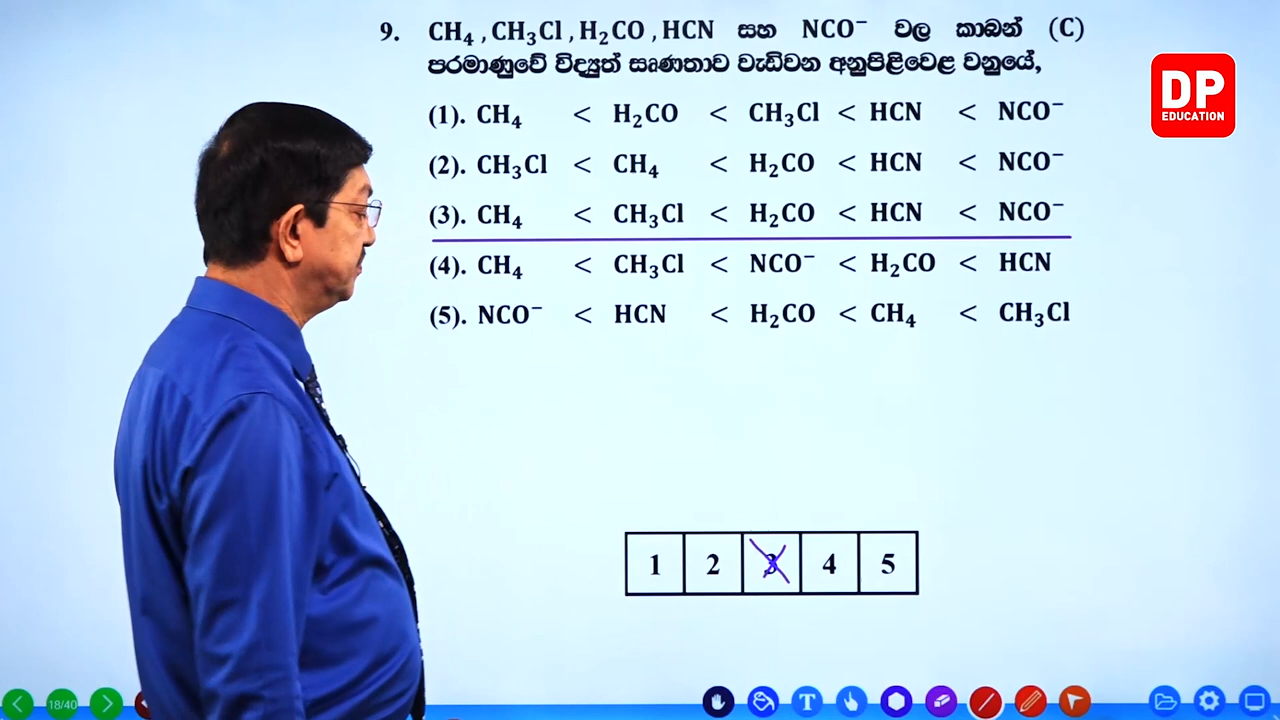 9. CH₄ , CH₃Cl , H₂CO , HCN සහ NCO⁻ වල කාබන් (C)
පරමාණුවේ විද්‍යුත් සෘණතාව වැඩිවන අනුපිළිවෙළ වනුයේ,
(1). CH₄ < H₂CO < CH₃Cl < HCN < NCO⁻
(2). CH₃Cl < CH₄ < H₂CO < HCN < NCO⁻
(3). CH₄ < CH₃Cl < H₂CO < HCN < NCO⁻
(4). CH₄ < CH₃Cl < NCO⁻ < H₂CO < HCN
(5). NCO⁻ < HCN < H₂CO < CH₄ < CH₃Cl
DP
EDUCATION
1 2 3 4 5
18/40
T